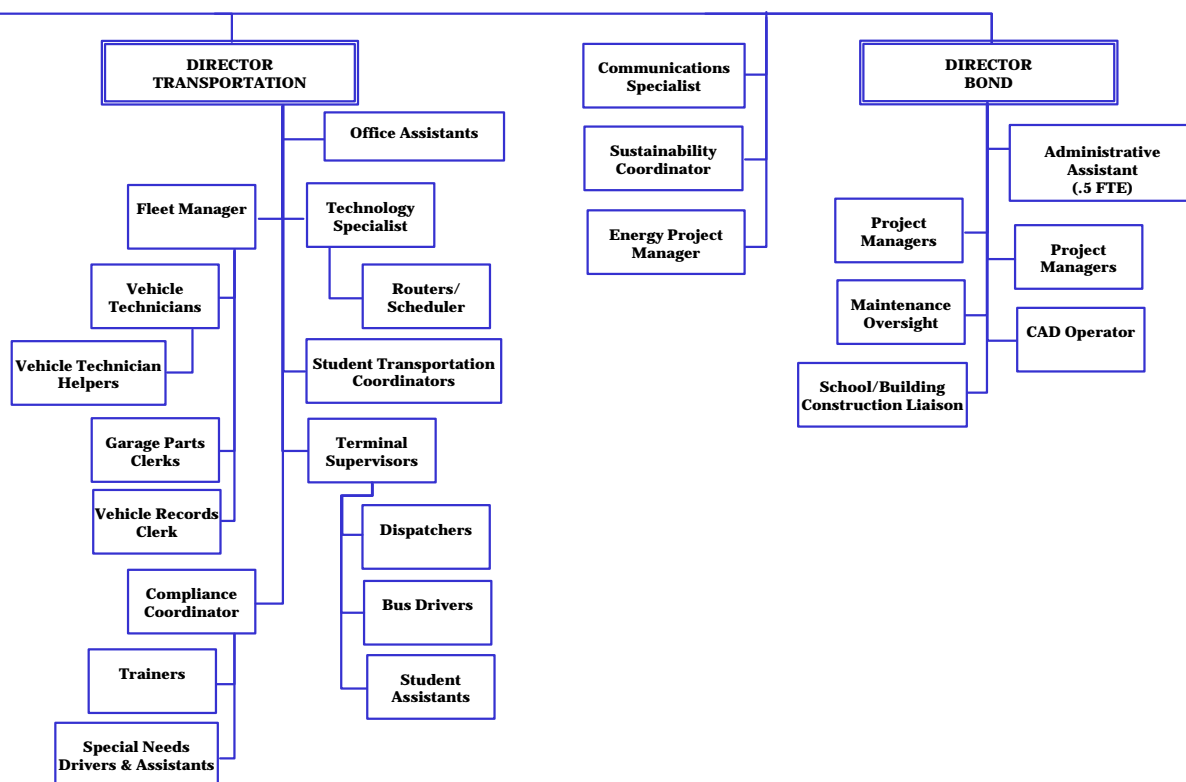 DIRECTOR
TRANSPORTATION
Office Assistants
Fleet Manager
Technology
Specialist
Vehicle
Technicians
Routers/
Scheduler
Vehicle Technician
Helpers
Student Transportation
Coordinators
Garage Parts
Clerks
Terminal
Supervisors
Vehicle Records
Clerk
Dispatchers
Compliance
Coordinator
Bus Drivers
Trainers
Student
Assistants
Special Needs
Drivers & Assistants
Communications
Specialist
Sustainability
Coordinator
Energy Project
Manager
DIRECTOR
BOND
Administrative
Assistant
(.5 FTE)
Project
Managers
Project
Managers
Maintenance
Oversight
CAD Operator
School/Building
Construction Liaison